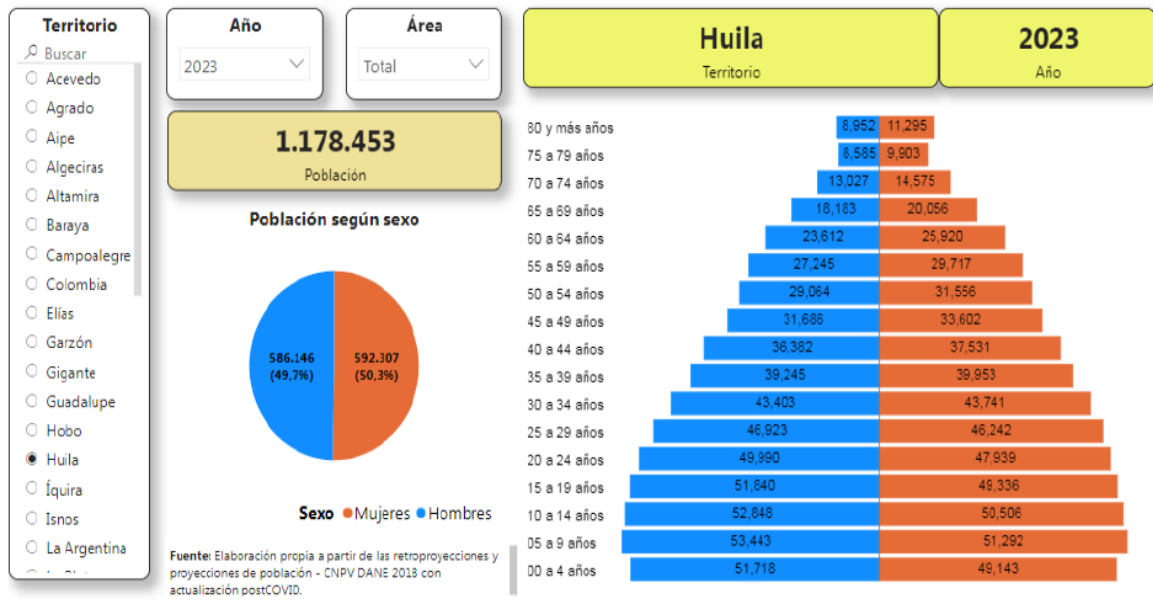 Territorio
Buscar
Acevedo
Agrado
Aipe
Algeciras
Altamira
Baraya
Campoalegre
Colombia
Elías
Garzón
Gigante
Guadalupe
Hobo
Huila
Íquira
Isnos
La Argentina
Año
2023
Área
Total
1.178.453
Población
Población según sexo
586.146
(49,7%)
592.307
(50,3%)
Sexo Mujeres Hombres
Fuente: Elaboración propia a partir de las retroproyecciones y
proyecciones de población - CNPV DANE 2018 con
actualización postCOVID.
Huila
Territorio
2023
Año
80 y más años 8,952 11,295
75 a 79 años 8,585 9,903
70 a 74 años 13,027 14,575
65 a 69 años 18,183 20,056
60 a 64 años 23,612 25,920
55 a 59 años 27,245 29,717
50 a 54 años 29,064 31,556
45 a 49 años 31,686 33,602
40 a 44 años 36,382 37,531
35 a 39 años 39,245 39,953
30 a 34 años 43,403 43,741
25 a 29 años 46,923 46,242
20 a 24 años 49,990 47,939
15 a 19 años 51,840 49,336
10 a 14 años 52,848 50,506
05 a 9 años 53,443 51,292
00 a 4 años 51,718 49,143